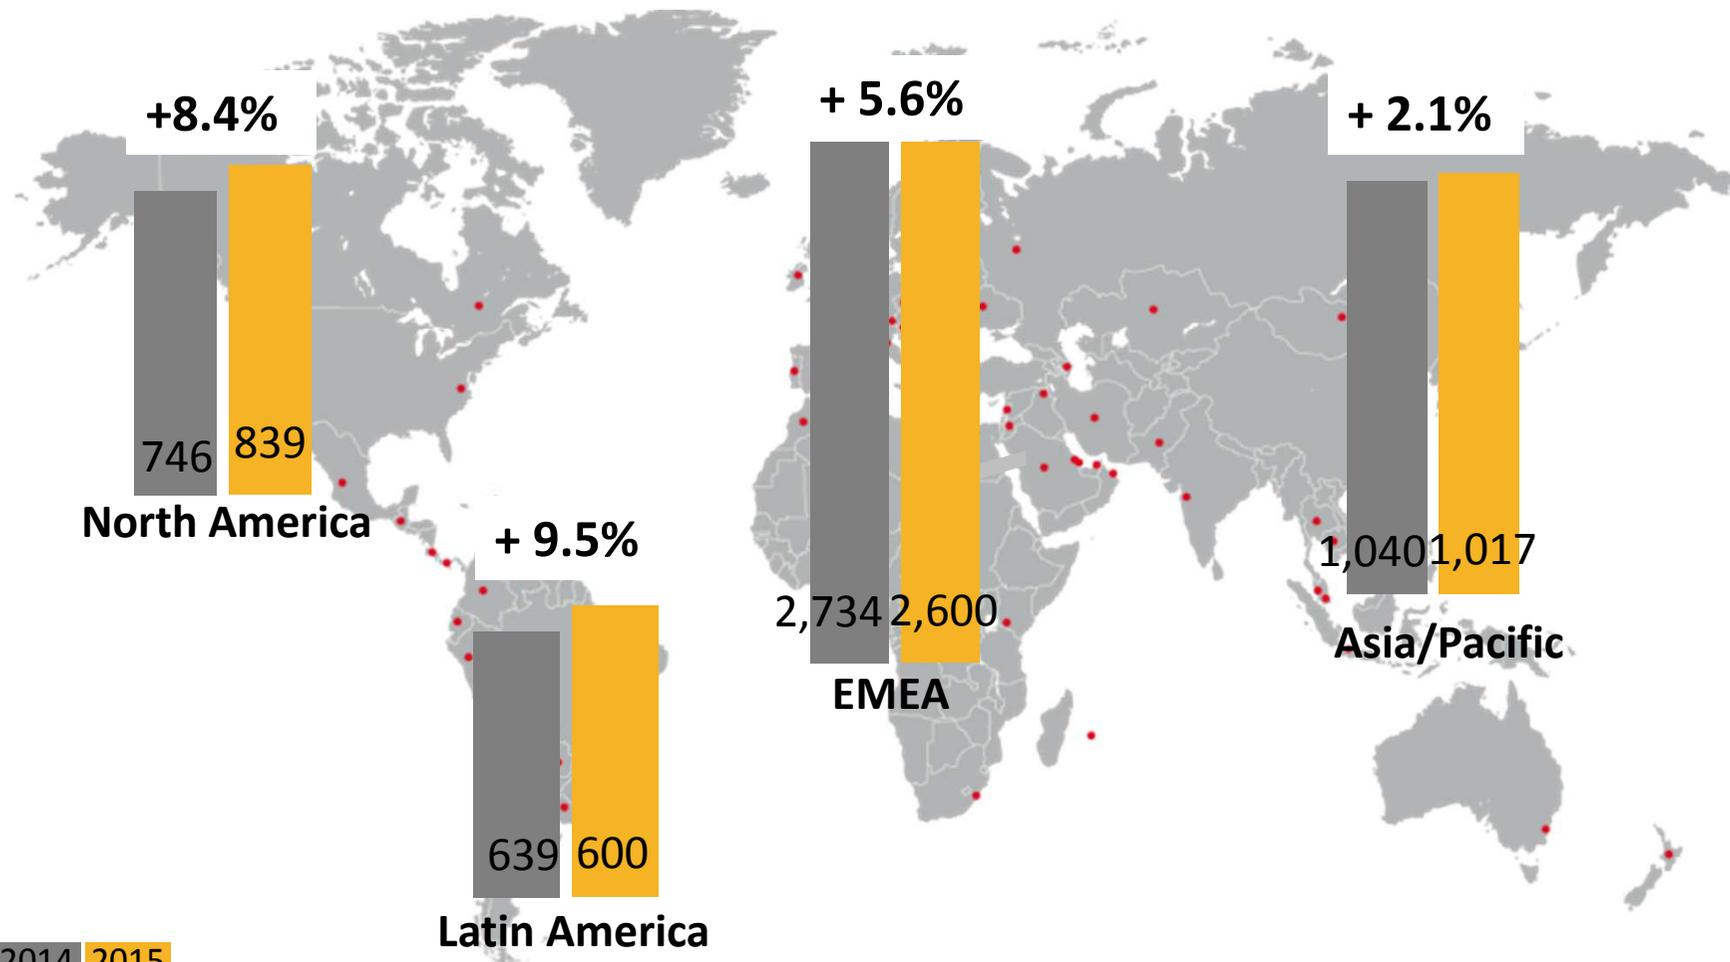 +8.4%
746 839
North America
+ 9.5%
639 600
Latin America
+ 5.6%
2,734 2,600
EMEA
+ 2.1%
1,040 1,017
Asia/Pacific
2014 2015